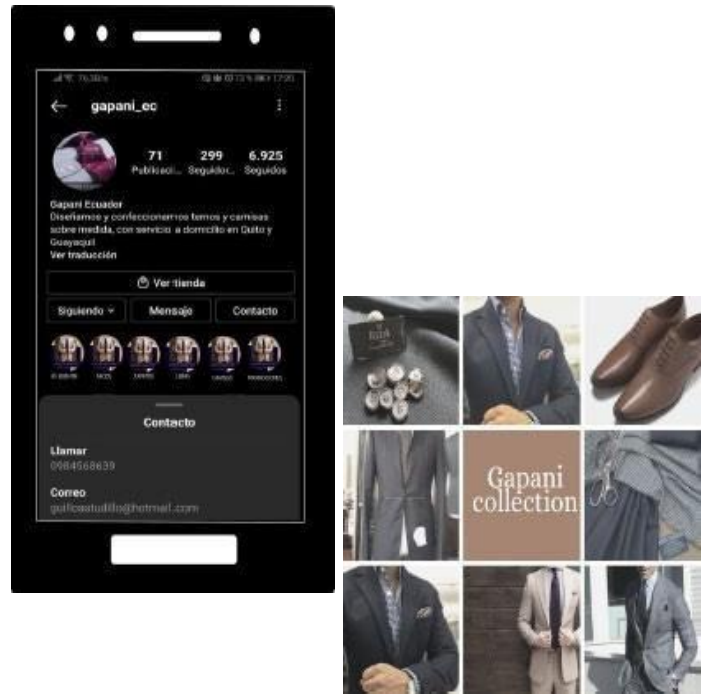 gapani_ec
71 299 6.925
Publicaci... Seguidor... Seguidos
Gapani Ecuador
Diseñamos y confeccionamos ternos y camisas
sobre medida, con servicio a domicilio en Quito y
Guayaquil
Ver traducción
Ver tienda
Siguiendo Mensaje Contacto
Contacto
Llamar
0984568639
Correo
Gapani
collection